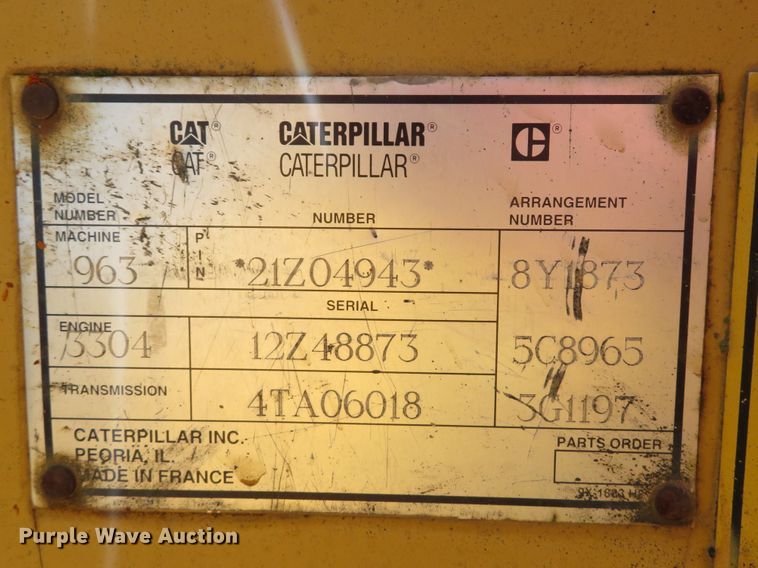 CAT® CATERPILLAR® C®
CAT® CATERPILLAR®
MODEL NUMBER NUMBER ARRANGEMENT NUMBER
MACHINE 963 PIN *21Z04943* 8Y1873
SERIAL
ENGINE 3304 12Z48873 5C8965
TRANSMISSION 4TA06018 3G1197
CATERPILLAR INC. PARTS ORDER
PEORIA, IL.
MADE IN FRANCE
Purple Wave Auction